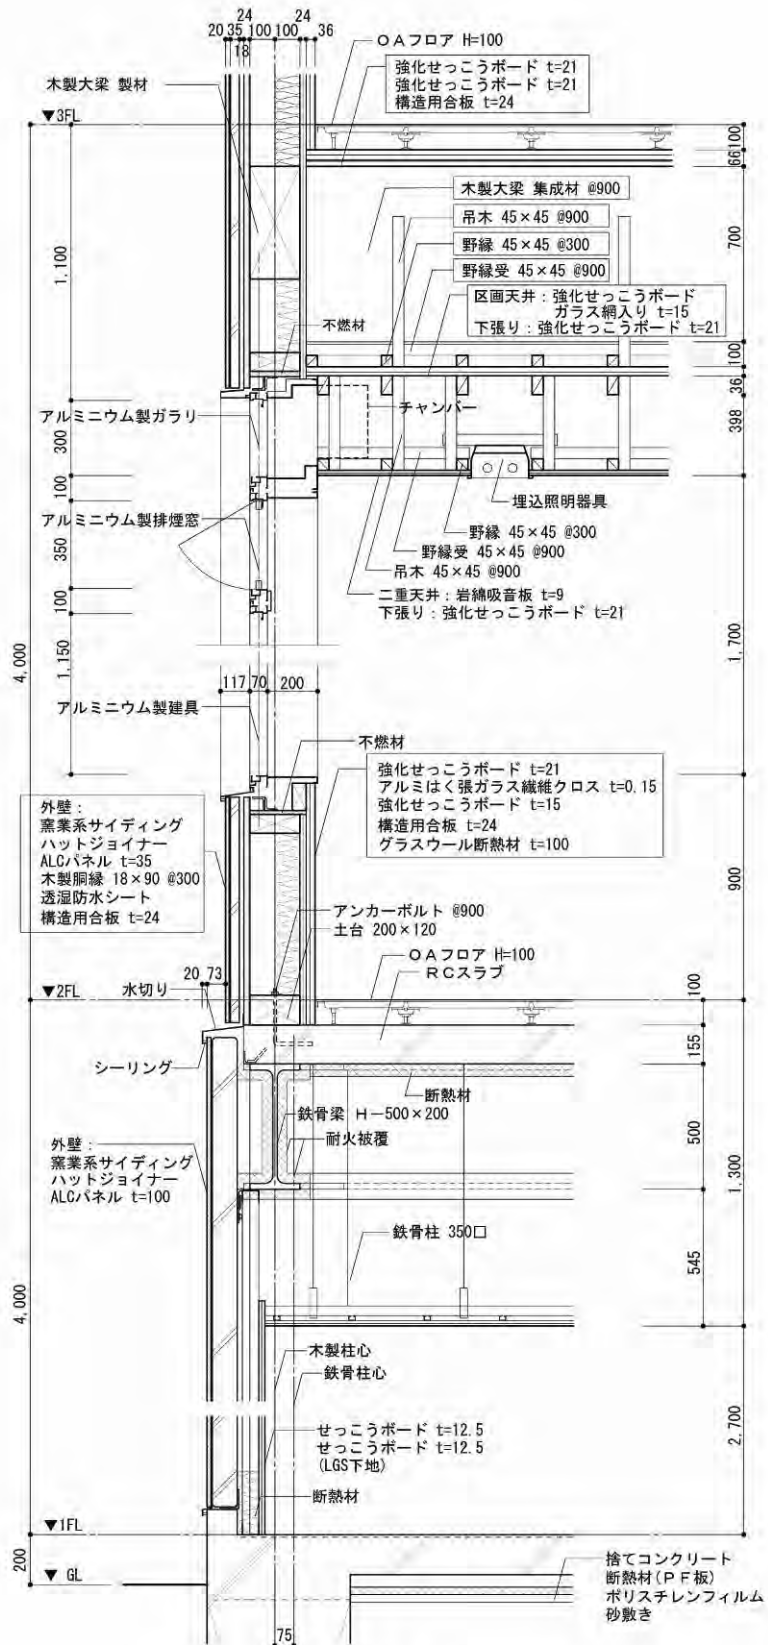 24 24
20 35 100 100 36
18
OAフロア H=100
強化せっこうボード t=21
強化せっこうボード t=21
構造用合板 t=24
木製大梁 製材
▼3FL
100
66
木製大梁 集成材 @900
吊木 45×45 @900
野縁 45×45 @300
野縁受 45×45 @900
700
1,100
区画天井：強化せっこうボード
ガラス網入り t=15
下張り：強化せっこうボード t=21
不燃材
100
36
チャンバー
398
アルミニウム製ガラリ
300
100
埋込照明器具
アルミニウム製排煙窓
野縁 45×45 @300
350
野縁受 45×45 @900
吊木 45×45 @900
二重天井：岩綿吸音板 t=9
下張り：強化せっこうボード t=21
100
4,000
1,150
1,700
117 70 200
アルミニウム製建具
不燃材
強化せっこうボード t=21
アルミはく張ガラス繊維クロス t=0.15
強化せっこうボード t=15
構造用合板 t=24
グラスウール断熱材 t=100
外壁：
窯業系サイディング
ハットジョイナー
ALCパネル t=35
木製胴縁 18×90 @300
透湿防水シート
構造用合板 t=24
900
アンカーボルト @900
土台 200×120
OAフロア H=100
RCスラブ
20 73
▼2FL
水切り
100
155
シーリング
断熱材
鉄骨梁 H－500×200
耐火被覆
500
1,300
外壁：
窯業系サイディング
ハットジョイナー
ALCパネル t=100
鉄骨柱 350□
545
4,000
木製柱心
鉄骨柱心
せっこうボード t=12.5
せっこうボード t=12.5
(LGS下地)
断熱材
2,700
▼1FL
200
▼ GL
捨てコンクリート
断熱材(PF板)
ポリスチレンフィルム
砂敷き
75